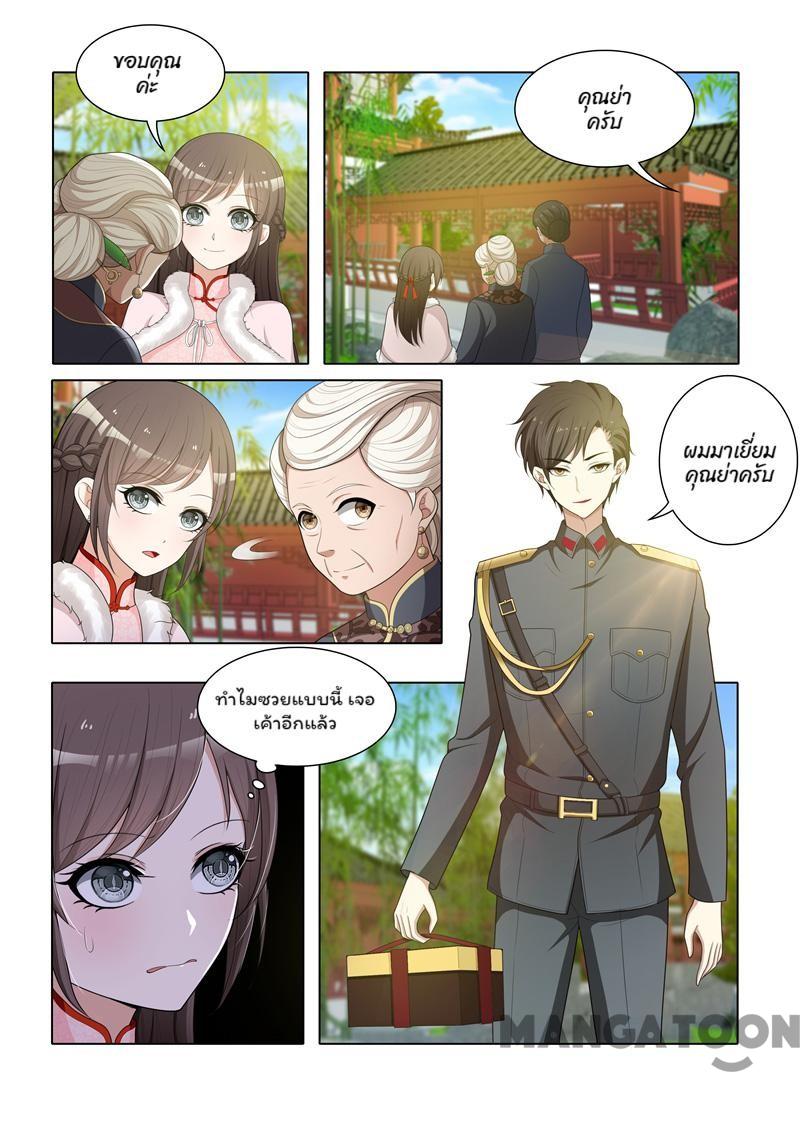 ขอบคุณ
ค่ะ
คุณย่า
ครับ
ผมมาเยี่ยม
คุณย่าครับ
ทำไมซวยแบบนี้ เจอ
เค้าอีกแล้ว
MANGATOON